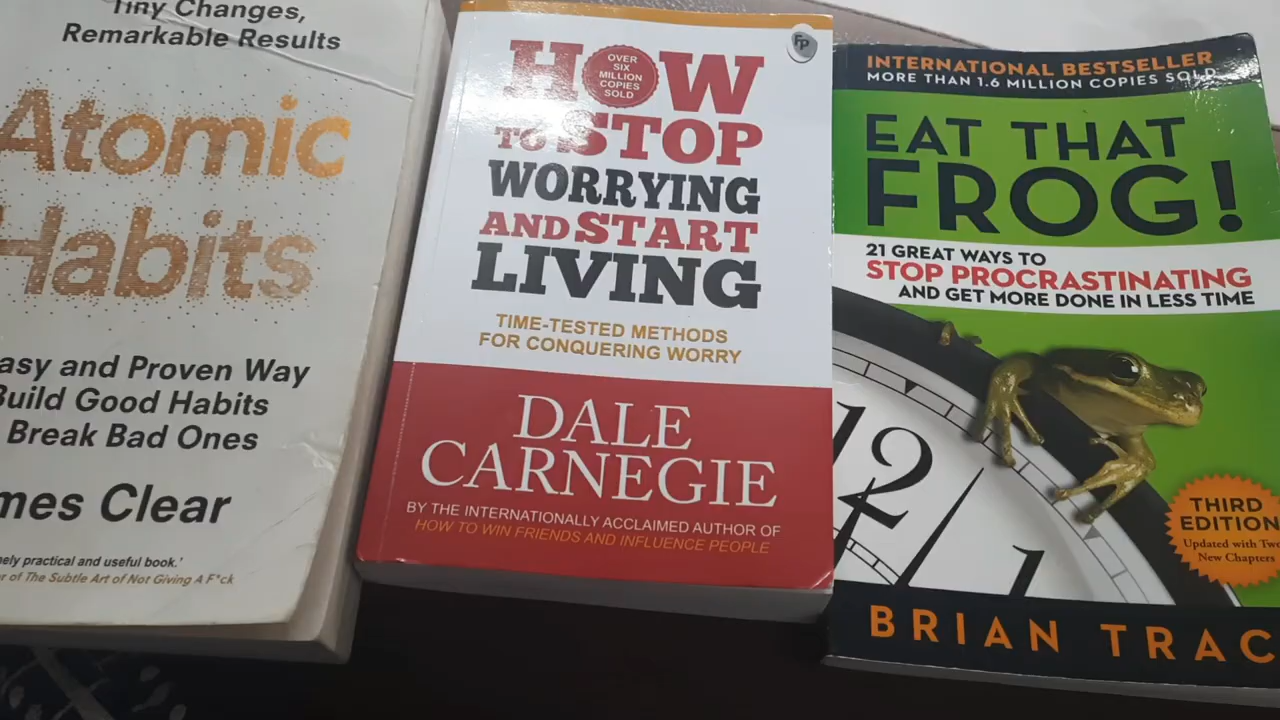 Tiny Changes,
Remarkable Results
Atomic
Habits
asy and Proven Way
Build Good Habits
Break Bad Ones
mes Clear
nely practical and useful book.'
r of The Subtle Art of Not Giving A F*ck
FP
HOW
OVER
SIX
MILLION
COPIES
SOLD
TO STOP
WORRYING
AND START
LIVING
TIME-TESTED METHODS
FOR CONQUERING WORRY
DALE
CARNEGIE
BY THE INTERNATIONALLY ACCLAIMED AUTHOR OF
HOW TO WIN FRIENDS AND INFLUENCE PEOPLE
INTERNATIONAL BESTSELLER
MORE THAN 1.6 MILLION COPIES SOLD
EAT THAT
FROG!
21 GREAT WAYS TO
STOP PROCRASTINATING
AND GET MORE DONE IN LESS TIME
12
1
THIRD
EDITION
Updated with Two
New Chapters
BRIAN TRAC